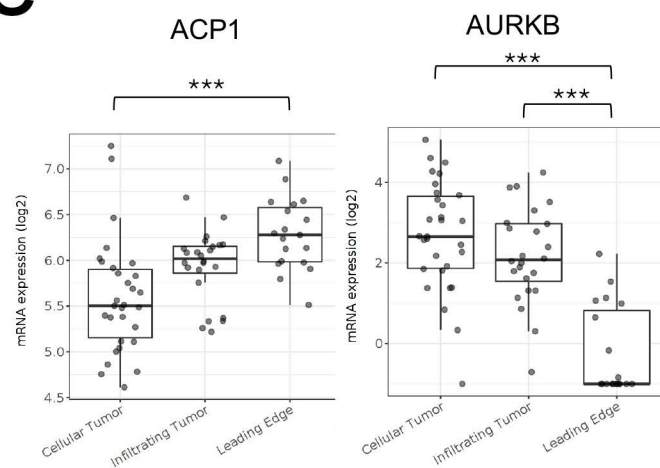 ACP1
***
mRNA expression (log2)
7.0
6.5
6.0
5.5
5.0
4.5
Cellular Tumor
Infiltrating Tumor
Leading Edge
AURKB
***
***
mRNA expression (log2)
4
2
0
Cellular Tumor
Infiltrating Tumor
Leading Edge